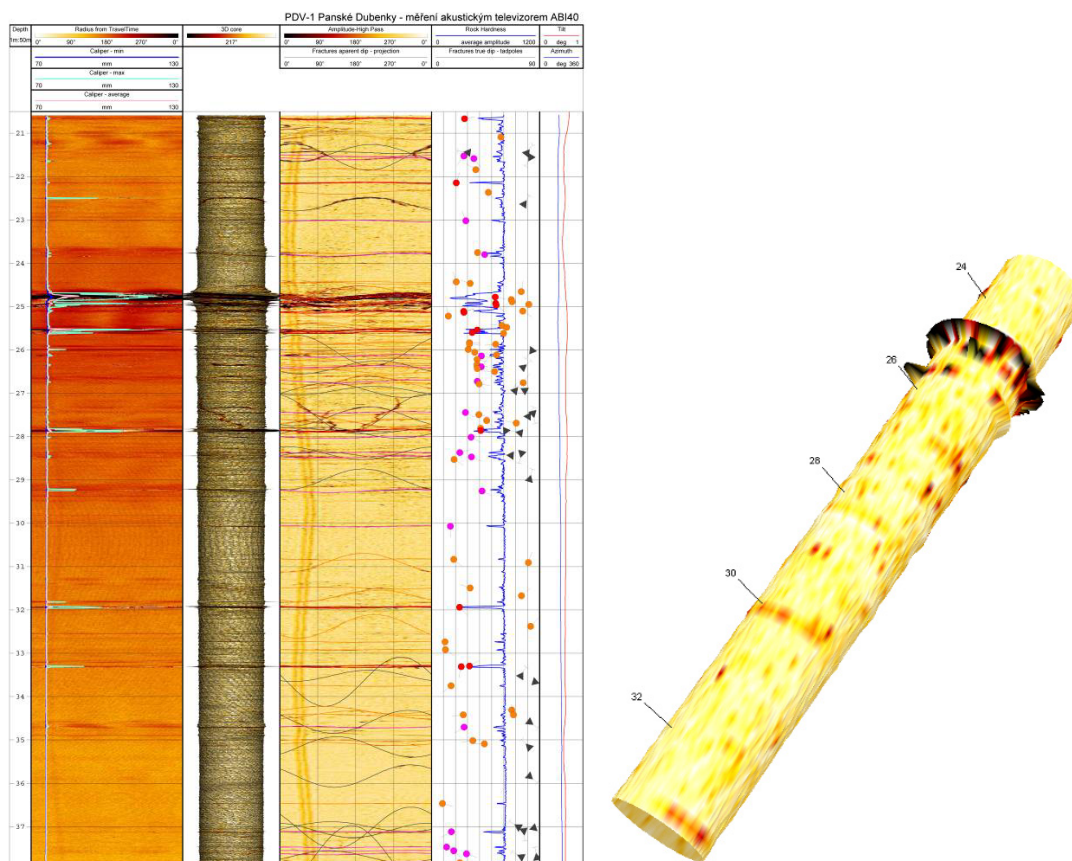 PDV-1 Panské Dubenky - měření akustickým televizorem ABI40
Depth Radius from TravelTime 3D core Amplitude-High Pass Rock Hardness Tilt
1m:50m 0° 90° 180° 270° 0° 217° 0° 90° 180° 270° 0° 0 average amplitude 1200 0 deg 1
Caliper - min Fractures aparent dip - projection Fractures true dip - tadpoles Azimuth
70 mm 130 0° 90° 180° 270° 0° 0 90 0 deg 360
Caliper - max
70 mm 130
Caliper - average
70 mm 130
21
22
23
24
25
26
27
28
29
30
31
32
33
34
35
36
37
24
26
28
30
32